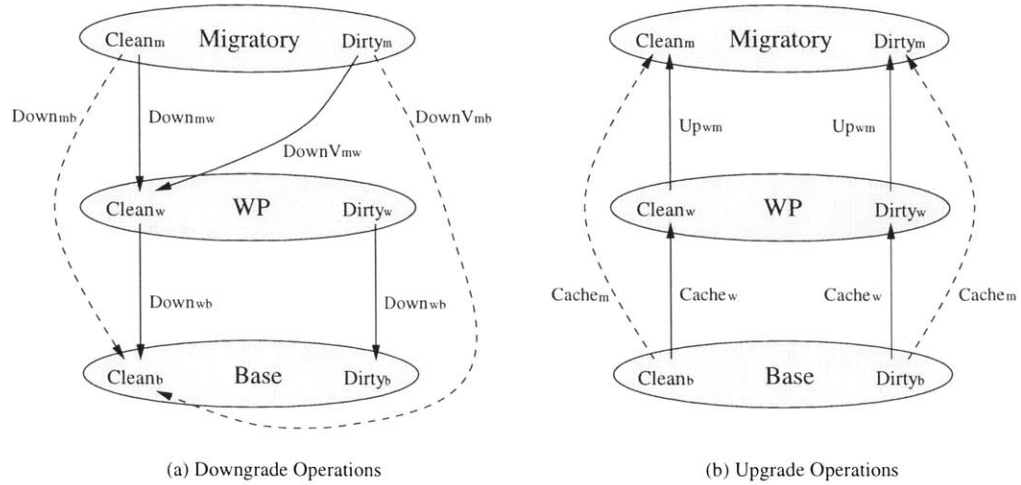 Cleanm Migratory Dirtym
Downmb
Downmw
DownVmb
DownVmw
Cleanw WP Dirtyw
Downwb
Downwb
Cleanb Base Dirtyb
(a) Downgrade Operations
Cleanm Migratory Dirtym
Upwm
Upwm
Cleanw WP Dirtyw
Cachem
Cachew
Cachew
Cachem
Cleanb Base Dirtyb
(b) Upgrade Operations